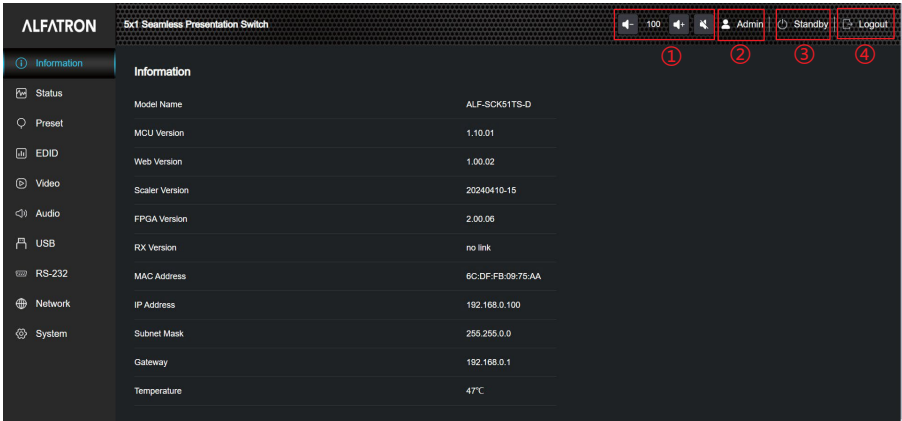 ALFATRON 5x1 Seamless Presentation Switch 100 Admin Standby Logout
① ② ③ ④
Information
Status
Preset
EDID
Video
Audio
USB
RS-232
Network
System
Information
Model Name ALF-SCK51TS-D
MCU Version 1.10.01
Web Version 1.00.02
Scaler Version 20240410-15
FPGA Version 2.00.06
RX Version no link
MAC Address 6C:DF:FB:09:75:AA
IP Address 192.168.0.100
Subnet Mask 255.255.0.0
Gateway 192.168.0.1
Temperature 47℃